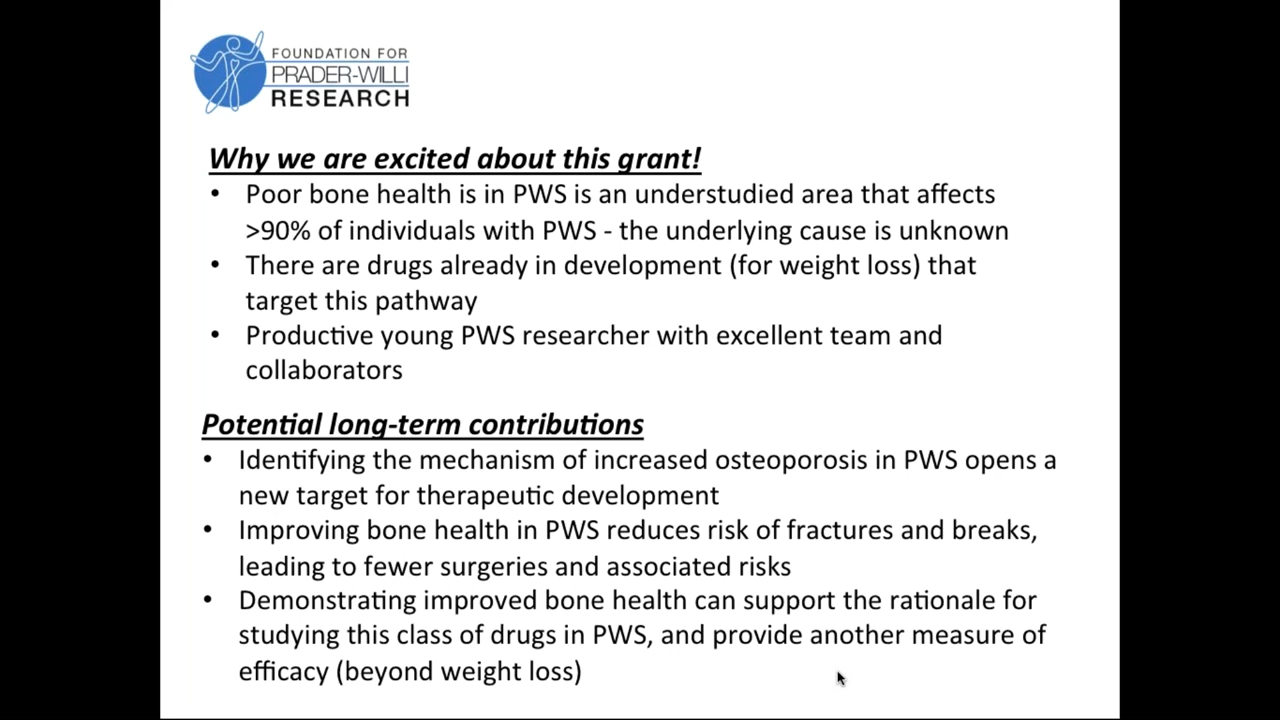 FOUNDATION FOR
PRADER-WILLI
RESEARCH
Why we are excited about this grant!
• Poor bone health is in PWS is an understudied area that affects
>90% of individuals with PWS - the underlying cause is unknown
• There are drugs already in development (for weight loss) that
target this pathway
• Productive young PWS researcher with excellent team and
collaborators
Potential long-term contributions
• Identifying the mechanism of increased osteoporosis in PWS opens a
new target for therapeutic development
• Improving bone health in PWS reduces risk of fractures and breaks,
leading to fewer surgeries and associated risks
• Demonstrating improved bone health can support the rationale for
studying this class of drugs in PWS, and provide another measure of
efficacy (beyond weight loss)